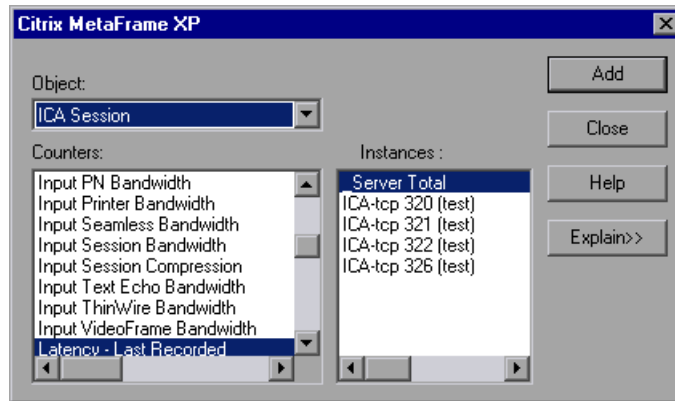 Citrix MetaFrame XP
Object:
ICA Session
Counters:
Input PN Bandwidth
Input Printer Bandwidth
Input Seamless Bandwidth
Input Session Bandwidth
Input Session Compression
Input Text Echo Bandwidth
Input ThinWire Bandwidth
Input VideoFrame Bandwidth
Latency - Last Recorded
Instances :
_Server Total
ICA-tcp 320 (test)
ICA-tcp 321 (test)
ICA-tcp 322 (test)
ICA-tcp 326 (test)
Add
Close
Help
Explain>>